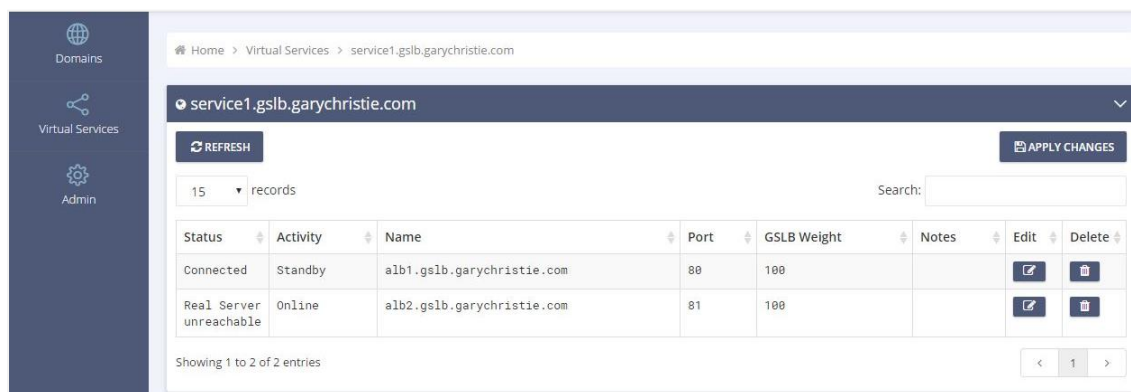 Domains
Virtual Services
Admin
Home > Virtual Services > service1.gslb.garychristie.com
service1.gslb.garychristie.com
REFRESH APPLY CHANGES
15 records Search:
Status Activity Name Port GSLB Weight Notes Edit Delete
Connected Standby alb1.gslb.garychristie.com 80 100
Real Server Online alb2.gslb.garychristie.com 81 100
unreachable
Showing 1 to 2 of 2 entries < 1 >